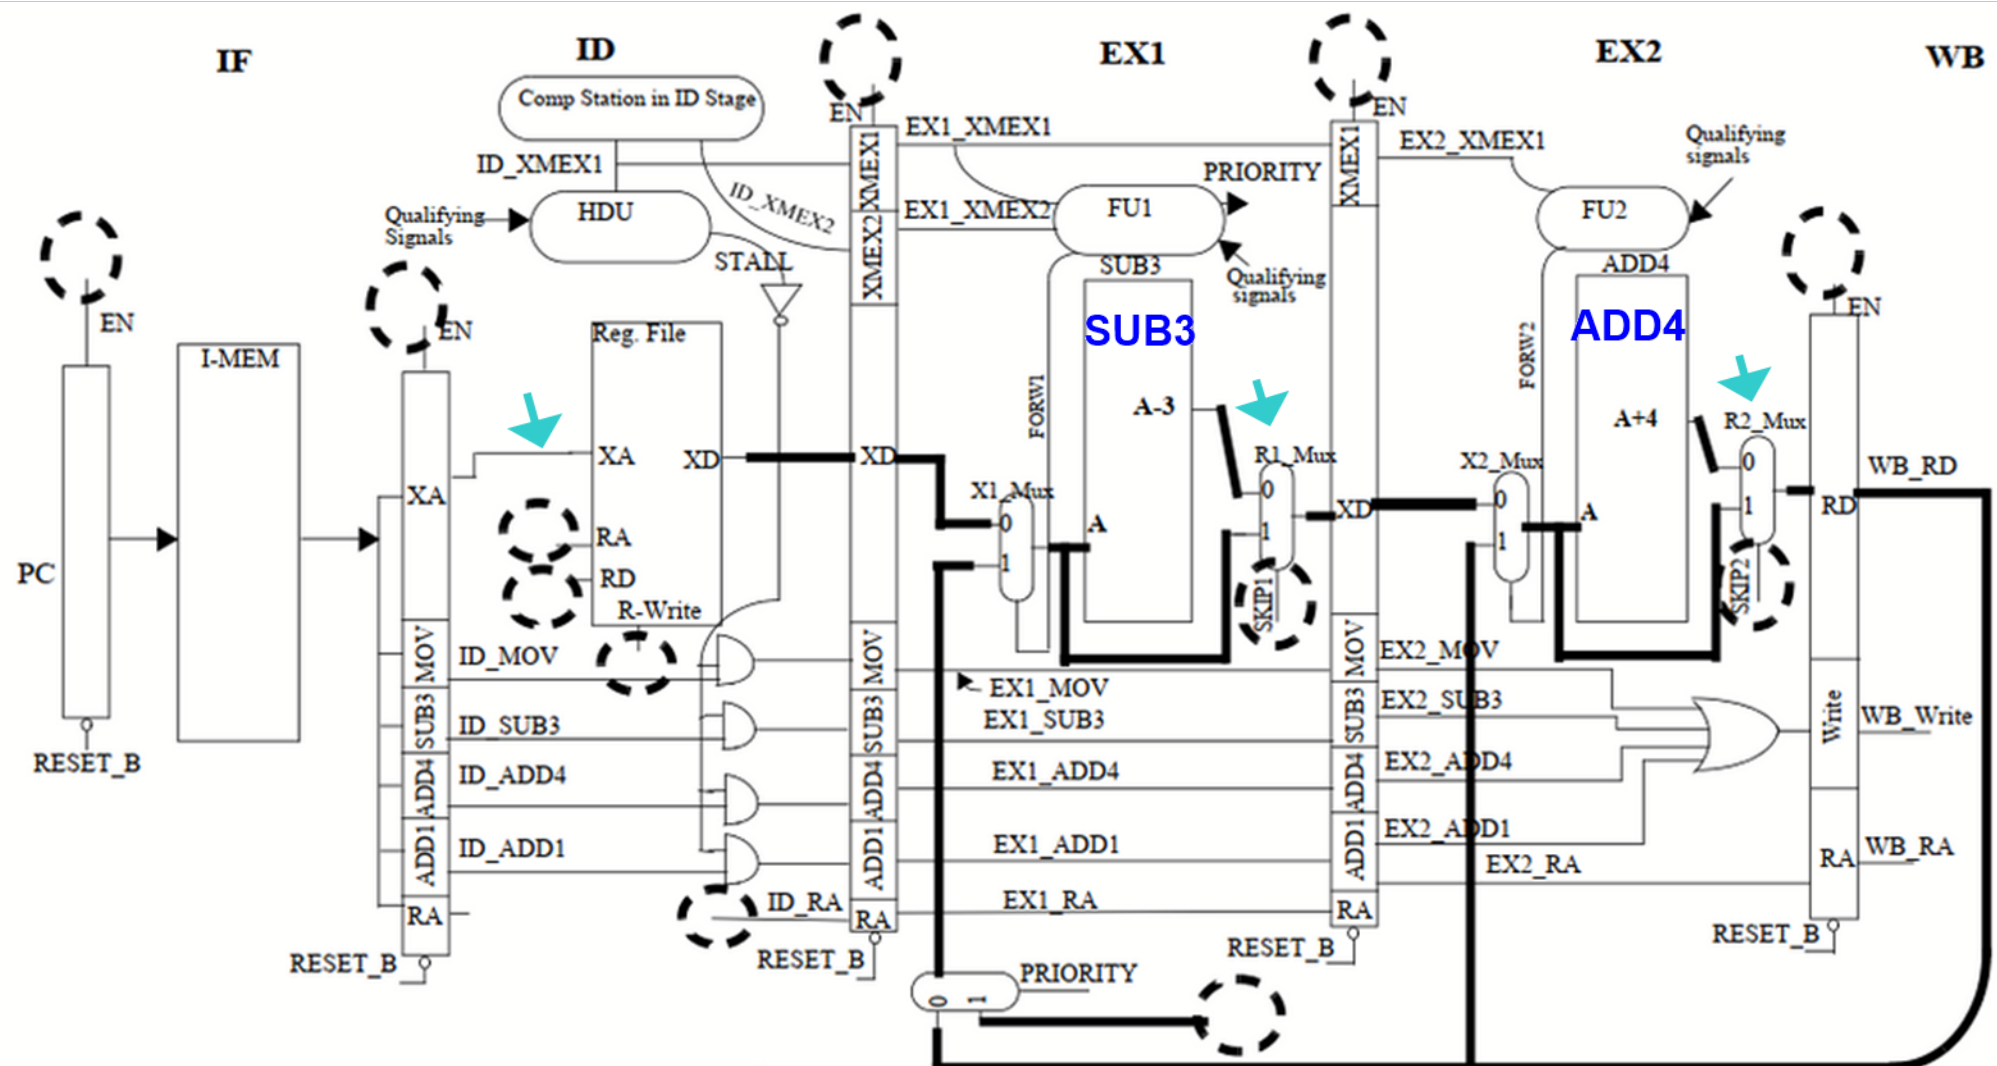 IF
ID
EX1
EX2
WB
Comp Station in ID Stage
ID_XMEX1
ID_XMEX2
HDU
Qualifying
Signals
STALL
EN
EN
EN
EN
EN
XMEX1
XMEX2
EX1_XMEX1
EX1_XMEX2
PRIORITY
FU1
Qualifying
signals
XMEX1
EX2_XMEX1
FU2
Qualifying
signals
PC
RESET_B
I-MEM
XA
MOV
SUB3
ADD4
ADD1
RA
RESET_B
Reg. File
XA
XD
RA
RD
R-Write
ID_MOV
ID_SUB3
ID_ADD4
ID_ADD1
ID_RA
XD
MOV
SUB3
ADD4
ADD1
RA
RESET_B
FORW1
X1_Mux
0
1
SUB3
SUB3
A-3
A
R1_Mux
0
1
SKIP1
EX1_MOV
EX1_SUB3
EX1_ADD4
EX1_ADD1
EX1_RA
PRIORITY
0
1
XD
MOV
SUB3
ADD4
ADD1
RA
RESET_B
FORW2
X2_Mux
0
1
ADD4
ADD4
A+4
A
R2_Mux
0
1
SKIP2
EX2_MOV
EX2_SUB3
EX2_ADD4
EX2_ADD1
EX2_RA
RD
Write
RA
RESET_B
WB_RD
WB_Write
WB_RA